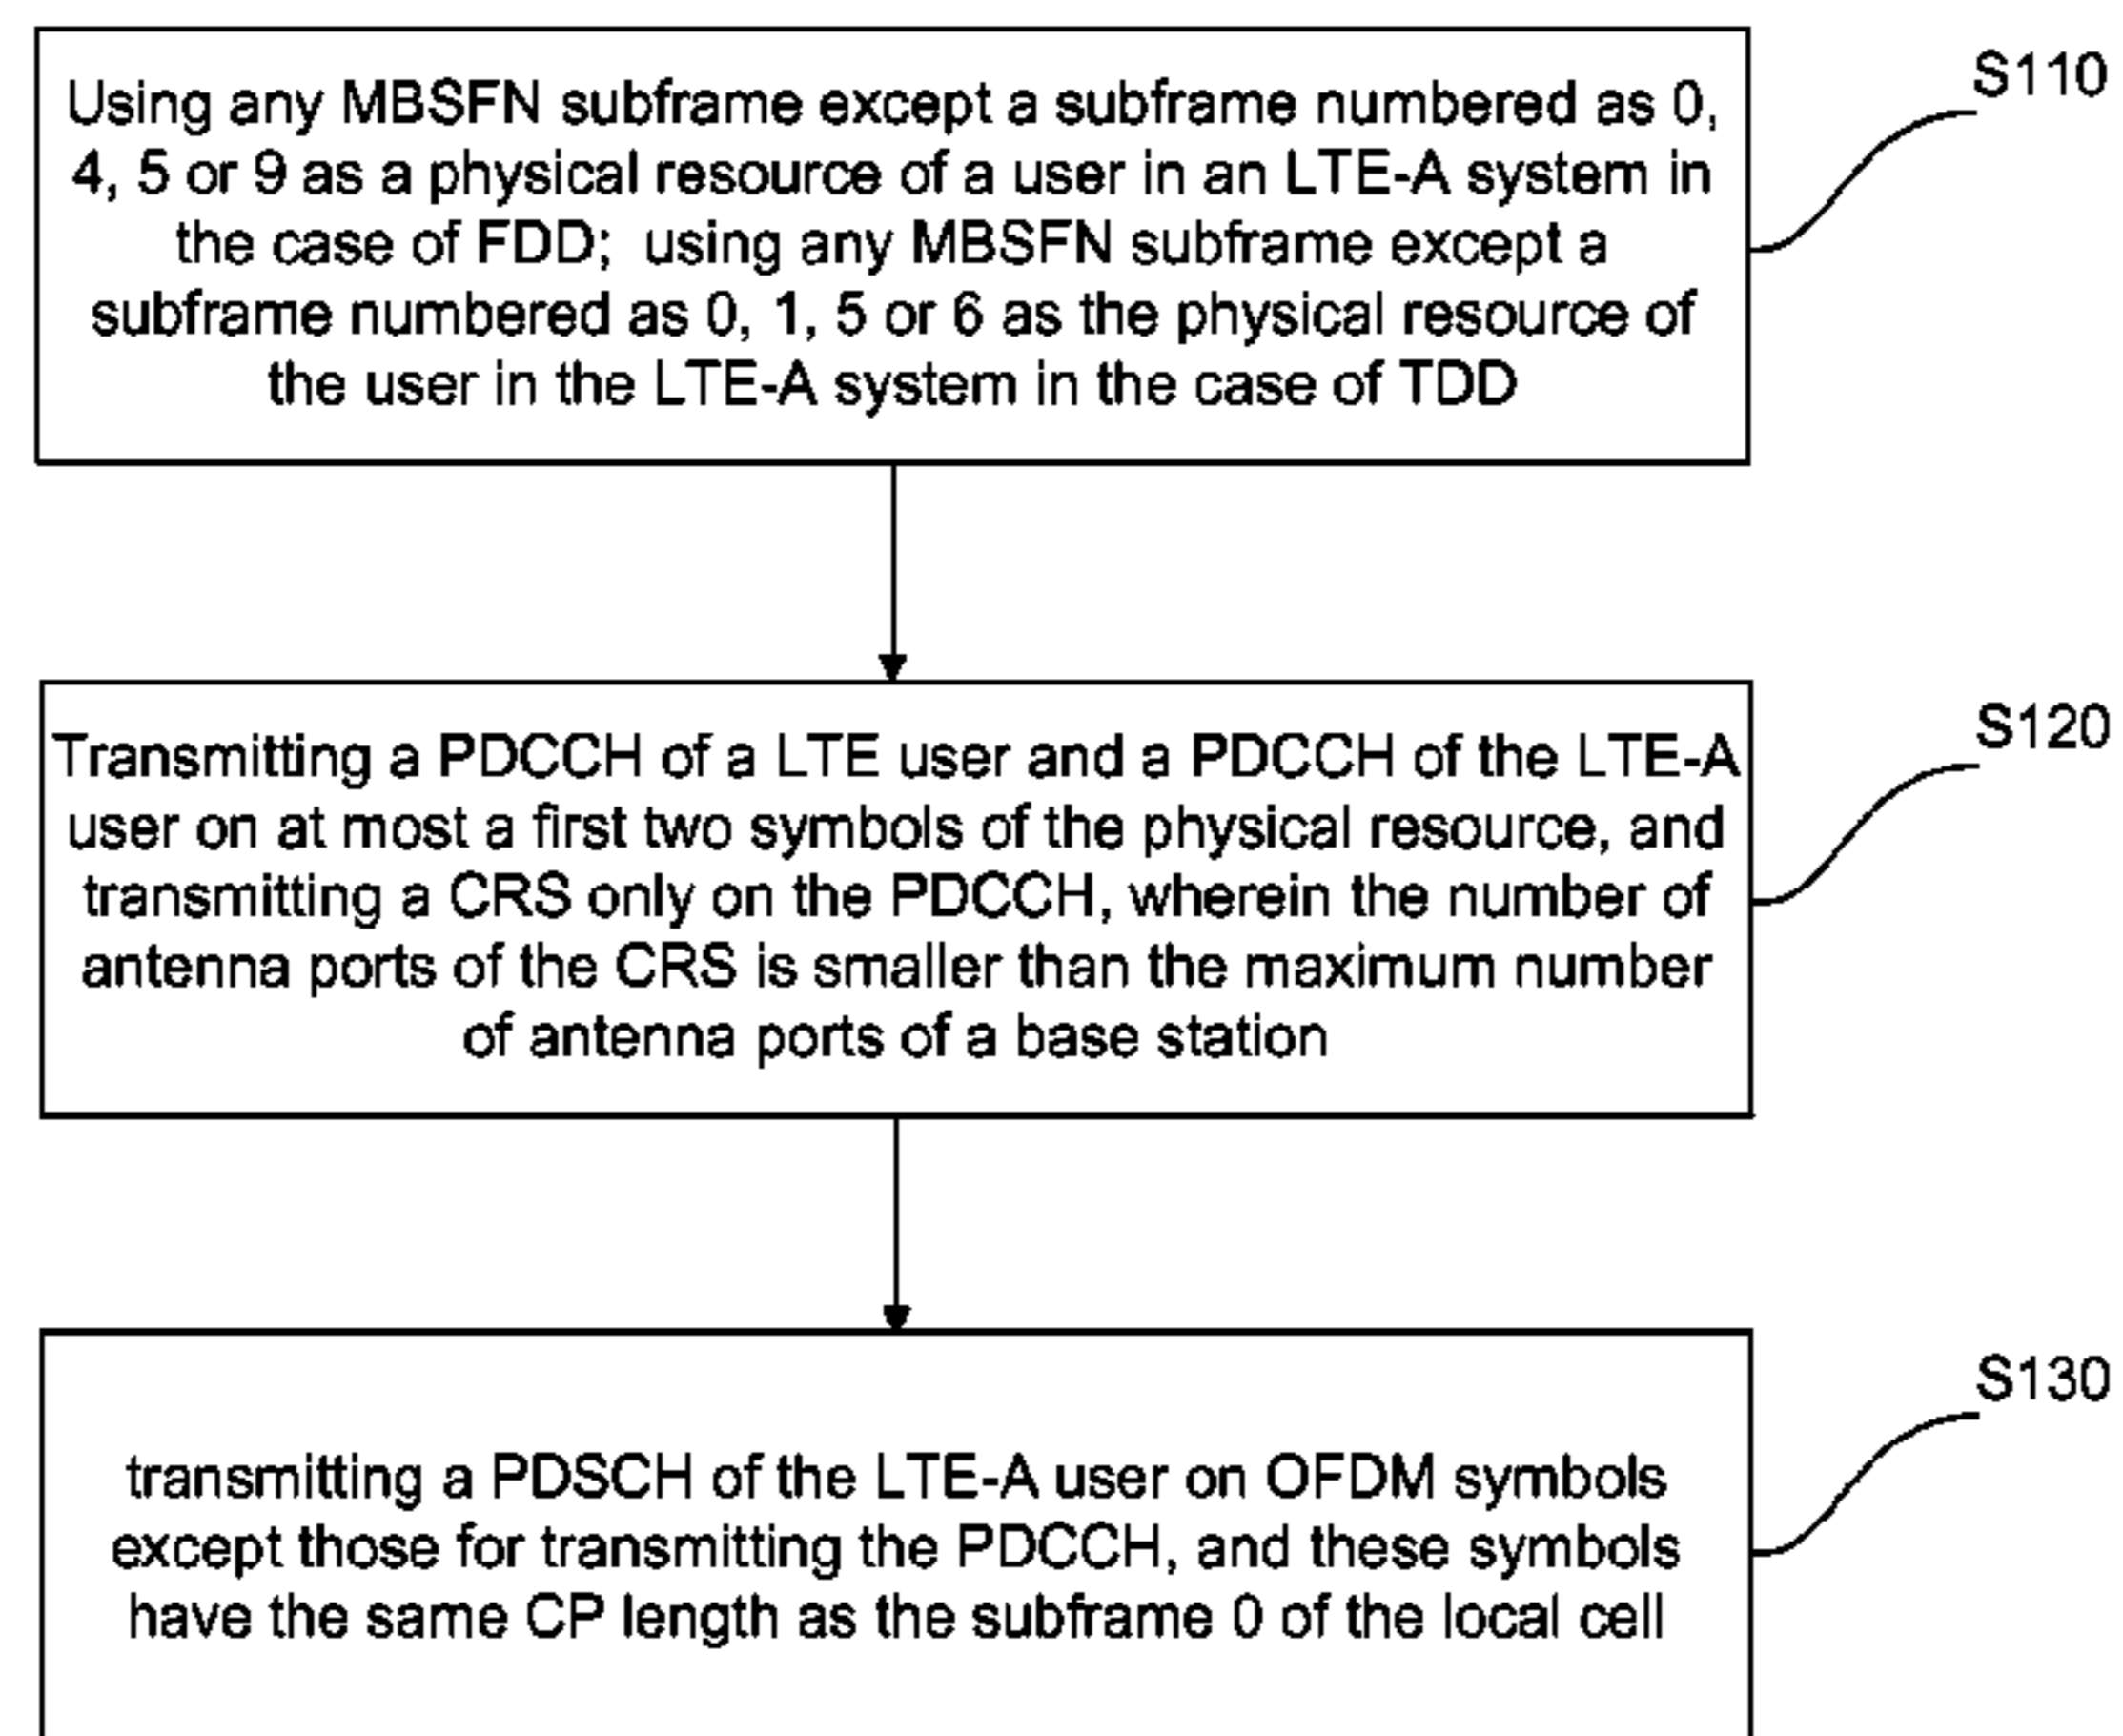 Using any MBSFN subframe except a subframe numbered as 0,
4, 5 or 9 as a physical resource of a user in an LTE-A system in
the case of FDD; using any MBSFN subframe except a
subframe numbered as 0, 1, 5 or 6 as the physical resource of
the user in the LTE-A system in the case of TDD
S110
Transmitting a PDCCH of a LTE user and a PDCCH of the LTE-A
user on at most a first two symbols of the physical resource, and
transmitting a CRS only on the PDCCH, wherein the number of
antenna ports of the CRS is smaller than the maximum number
of antenna ports of a base station
S120
transmitting a PDSCH of the LTE-A user on OFDM symbols
except those for transmitting the PDCCH, and these symbols
have the same CP length as the subframe 0 of the local cell
S130